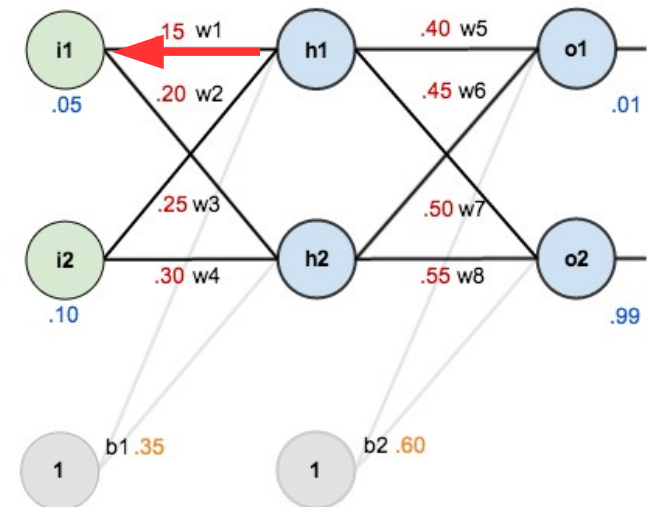 .15 w1
.40 w5
i1
h1
o1
.20 w2
.45 w6
.05
.01
.25 w3
.50 w7
i2
h2
o2
.30 w4
.55 w8
.10
.99
b1 .35
b2 .60
1
1